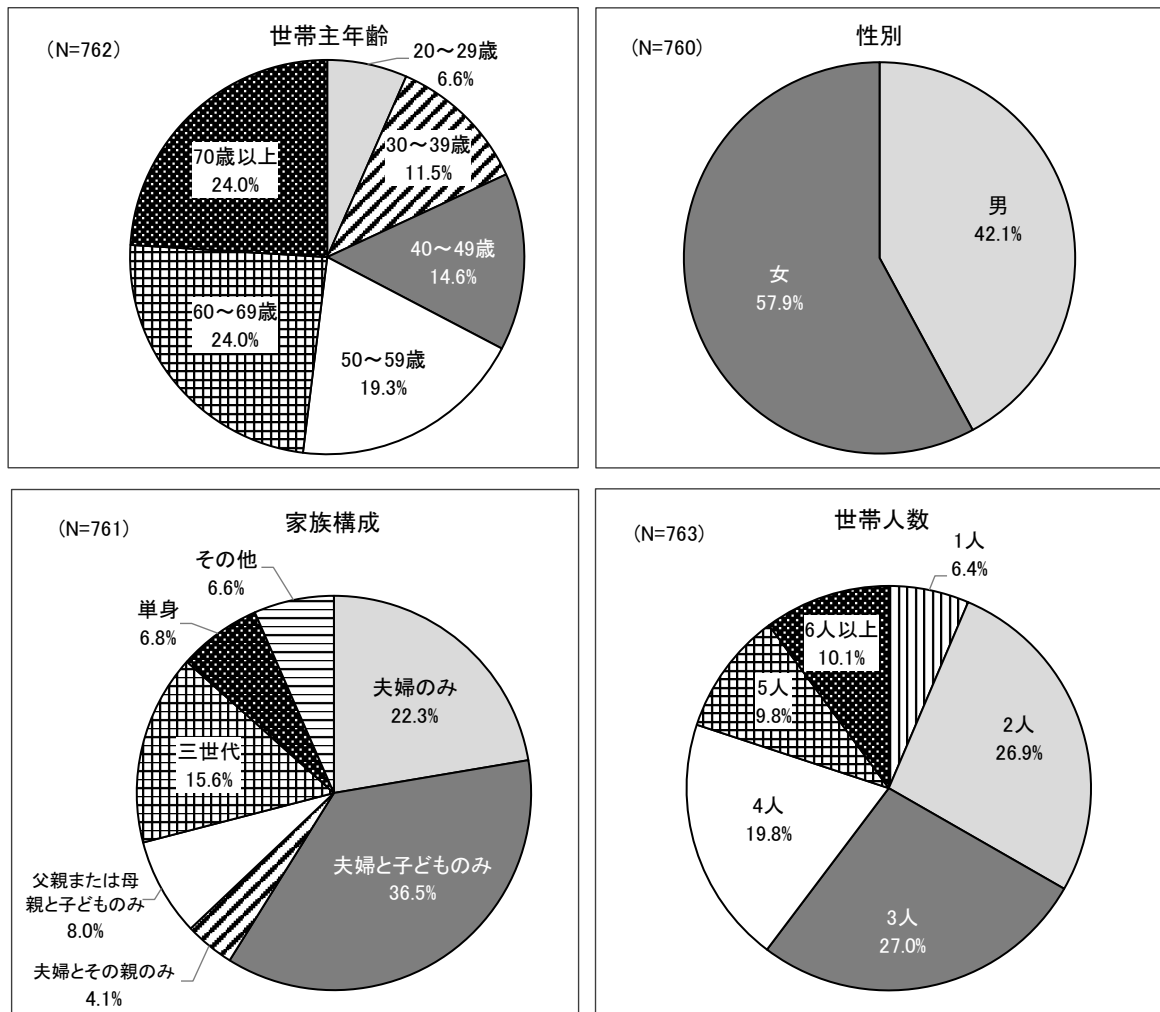 (N=762)
世帯主年齢
20～29歳
6.6%
30～39歳
11.5%
40～49歳
14.6%
50～59歳
19.3%
60～69歳
24.0%
70歳以上
24.0%
(N=760)
性別
男
42.1%
女
57.9%
(N=761)
家族構成
夫婦のみ
22.3%
夫婦と子どものみ
36.5%
夫婦とその親のみ
4.1%
父親または母
親と子どものみ
8.0%
三世代
15.6%
単身
6.8%
その他
6.6%
(N=763)
世帯人数
1人
6.4%
2人
26.9%
3人
27.0%
4人
19.8%
5人
9.8%
6人以上
10.1%